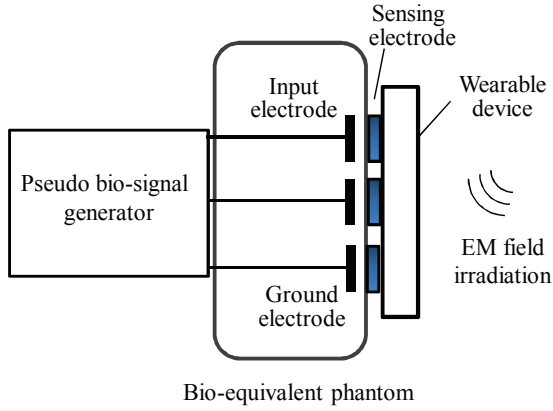 Sensing
electrode
Input
electrode
Wearable
device
Pseudo bio-signal
generator
EM field
irradiation
Ground
electrode
Bio-equivalent phantom